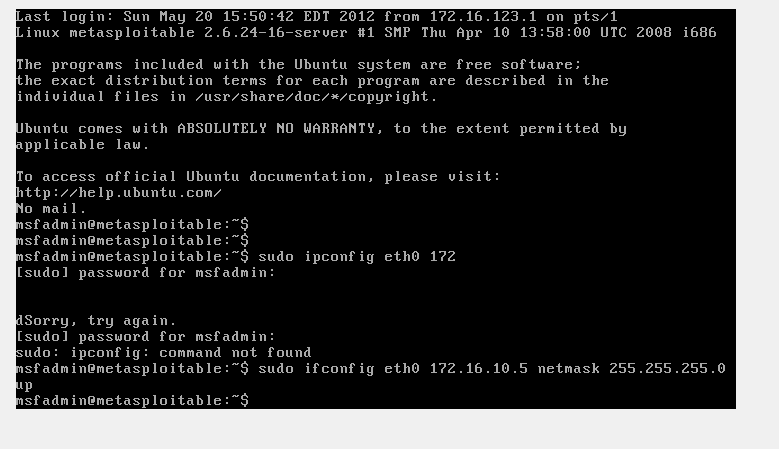 Last login: Sun May 20 15:50:42 EDT 2012 from 172.16.123.1 on pts/1
Linux metasploitable 2.6.24-16-server #1 SMP Thu Apr 10 13:58:00 UTC 2008 i686
The programs included with the Ubuntu system are free software;
the exact distribution terms for each program are described in the
individual files in /usr/share/doc/*/copyright.
Ubuntu comes with ABSOLUTELY NO WARRANTY, to the extent permitted by
applicable law.
To access official Ubuntu documentation, please visit:
http://help.ubuntu.com/
No mail.
msfadmin@metasploitable:~$
msfadmin@metasploitable:~$
msfadmin@metasploitable:~$ sudo ipconfig eth0 172
[sudo] password for msfadmin:
dSorry, try again.
[sudo] password for msfadmin:
sudo: ipconfig: command not found
msfadmin@metasploitable:~$ sudo ifconfig eth0 172.16.10.5 netmask 255.255.255.0
up
msfadmin@metasploitable:~$